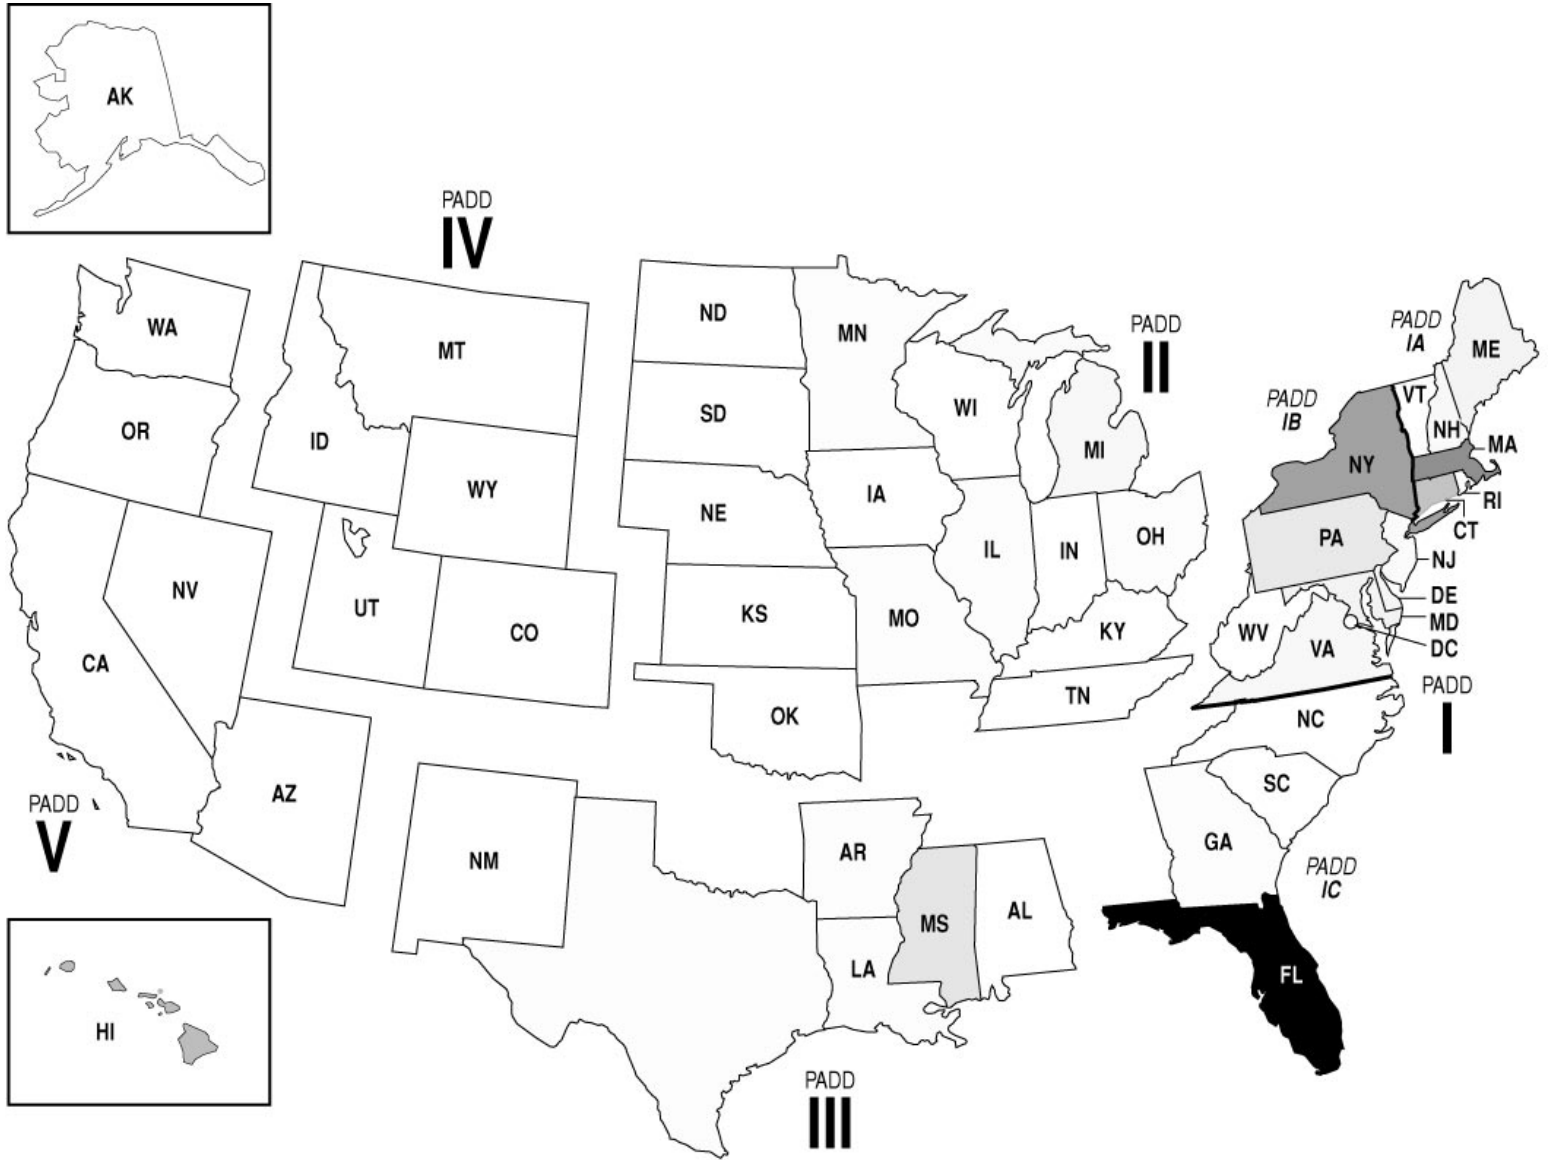 AK
PADD
IV
WA
MT
ND
MN
PADD
II
PADD
IA
ME
OR
ID
SD
WI
MI
PADD
IB
VT
NH
MA
NY
WY
NE
IA
IL
IN
OH
PA
RI
CT
NJ
NV
UT
CO
KS
MO
KY
WV
VA
DE
MD
DC
CA
OK
TN
NC
PADD
I
AZ
NM
AR
SC
GA
PADD
IC
PADD
V
MS
AL
LA
FL
HI
PADD
III